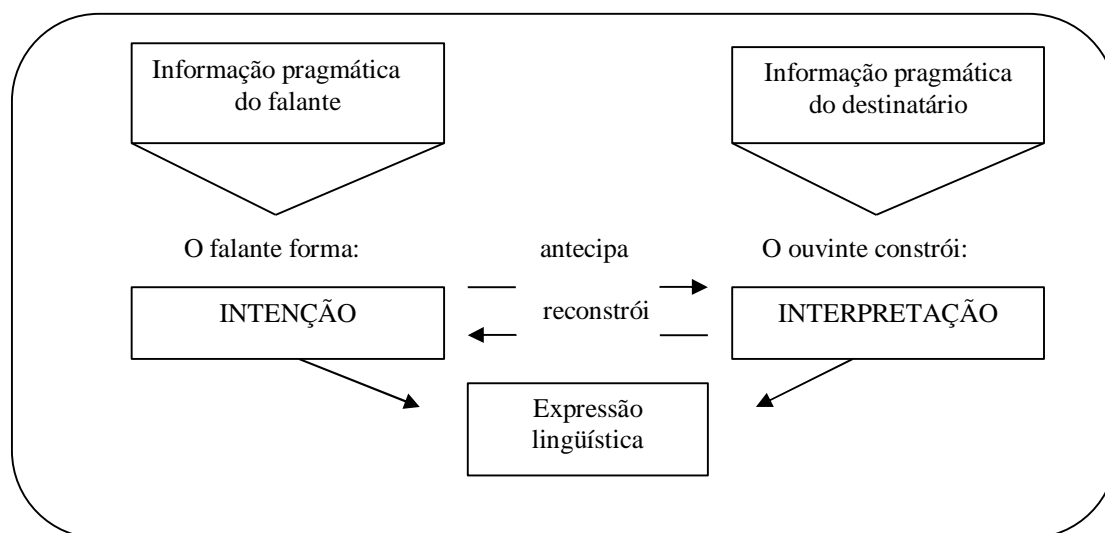 Informação pragmática
do falante
Informação pragmática
do destinatário
O falante forma:
antecipa
O ouvinte constrói:
INTENÇÃO
reconstrói
INTERPRETAÇÃO
Expressão
lingüística